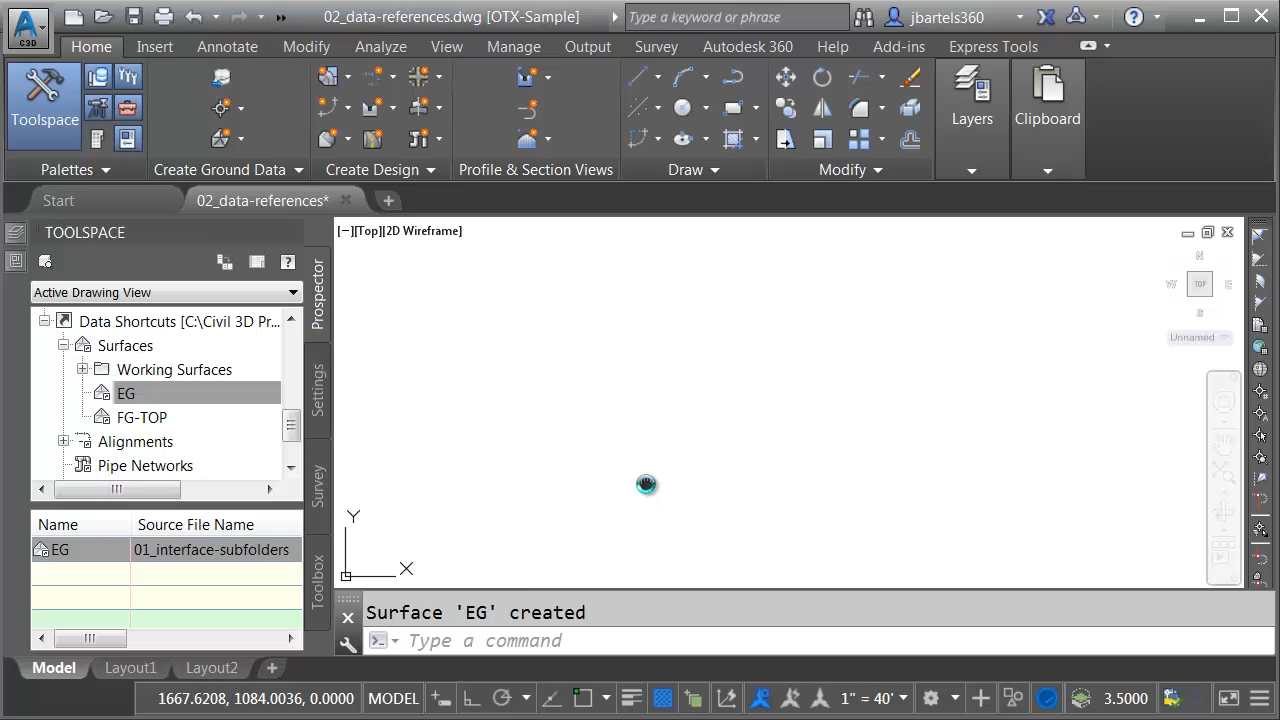 C3D
02_data-references.dwg [OTX-Sample]
Type a keyword or phrase
jbartels360
Home Insert Annotate Modify Analyze View Manage Output Survey Autodesk 360 Help Add-ins Express Tools
Toolspace
Layers
Clipboard
Palettes Create Ground Data Create Design Profile & Section Views Draw Modify
Start 02_data-references*
TOOLSPACE
[−][Top][2D Wireframe]
N
W TOP E
S
Unnamed
Active Drawing View
Data Shortcuts [C:\Civil 3D Pr...
Surfaces
Working Surfaces
EG
FG-TOP
Alignments
Pipe Networks
Prospector
Settings
Survey
Toolbox
Name Source File Name
EG 01_interface-subfolders
Y
X
Surface 'EG' created
Type a command
Model Layout1 Layout2
1667.6208, 1084.0036, 0.0000 MODEL 1" = 40' 3.5000